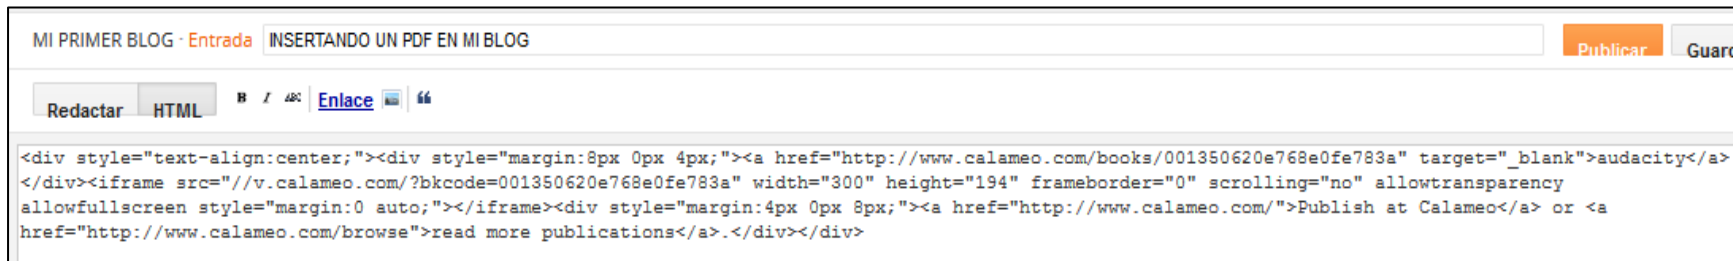 MI PRIMER BLOG · Entrada INSERTANDO UN PDF EN MI BLOG Publicar Guard
Redactar HTML B I ABC Enlace
<div style="text-align:center;"><div style="margin:8px 0px 4px;"><a href="http://www.calameo.com/books/001350620e768e0fe783a" target="_blank">audacity</a>
</div><iframe src="//v.calameo.com/?bkcode=001350620e768e0fe783a" width="300" height="194" frameborder="0" scrolling="no" allowtransparency
allowfullscreen style="margin:0 auto;"></iframe><div style="margin:4px 0px 8px;"><a href="http://www.calameo.com/">Publish at Calameo</a> or <a
href="http://www.calameo.com/browse">read more publications</a>.</div></div>